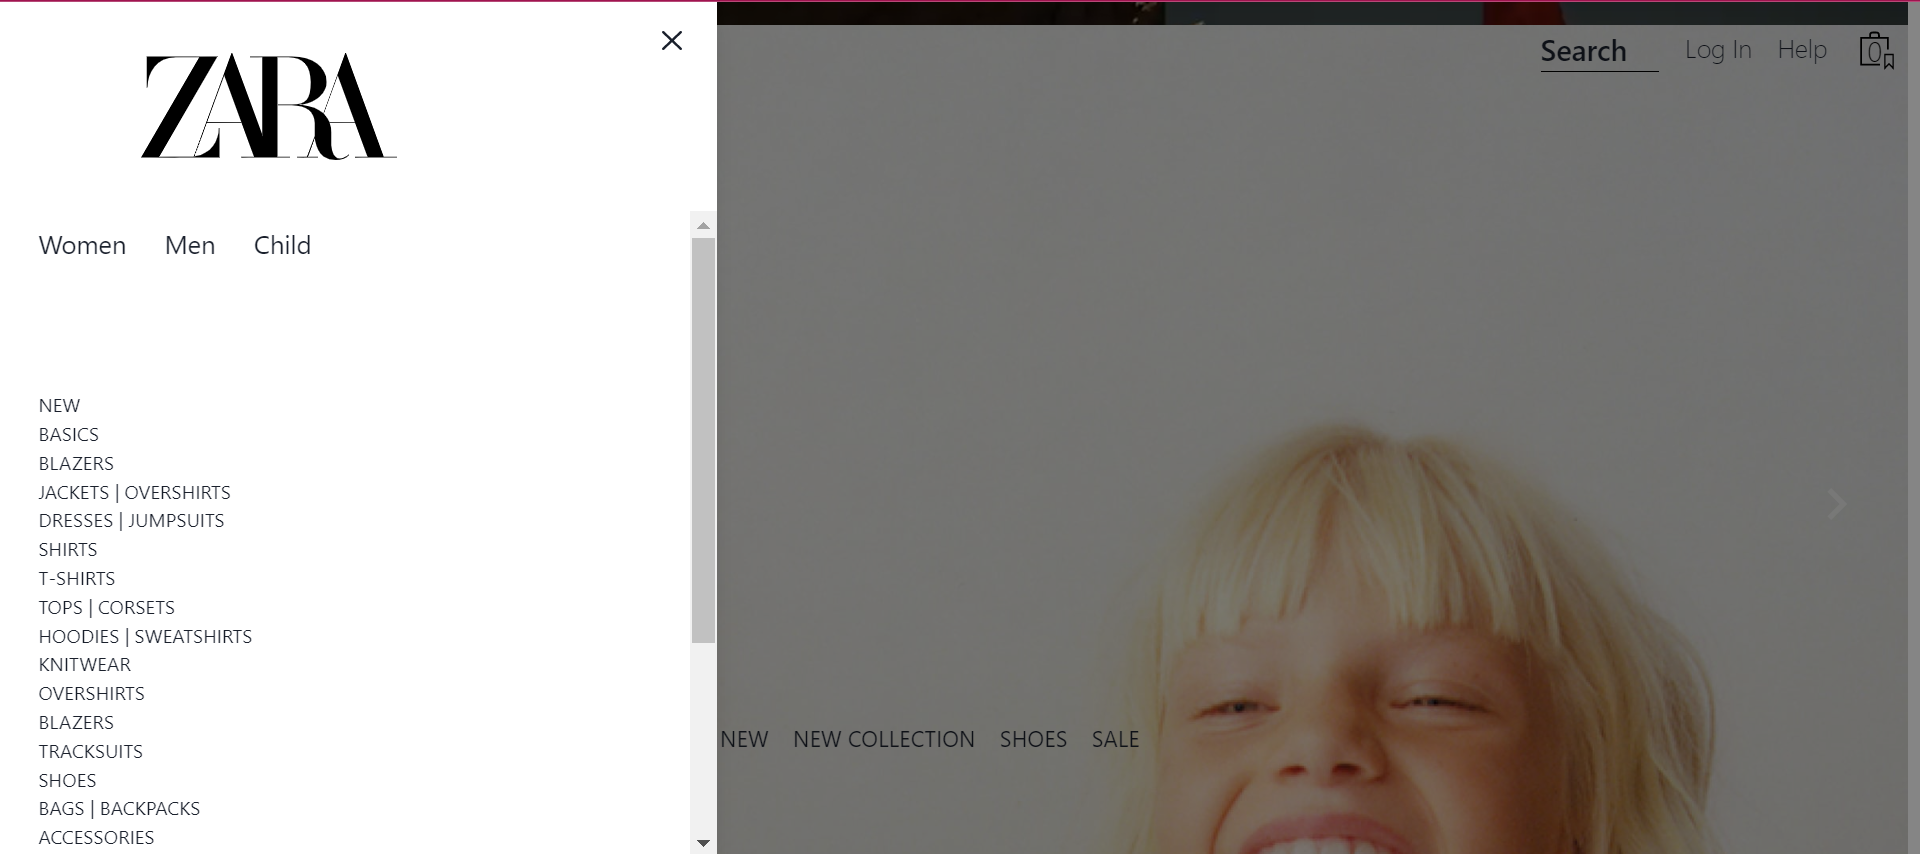 ZARA
Search Log In Help 0
Women Men Child
NEW
BASICS
BLAZERS
JACKETS | OVERSHIRTS
DRESSES | JUMPSUITS
SHIRTS
T-SHIRTS
TOPS | CORSETS
HOODIES | SWEATSHIRTS
KNITWEAR
OVERSHIRTS
BLAZERS
TRACKSUITS
SHOES
BAGS | BACKPACKS
ACCESSORIES
NEW NEW COLLECTION SHOES SALE